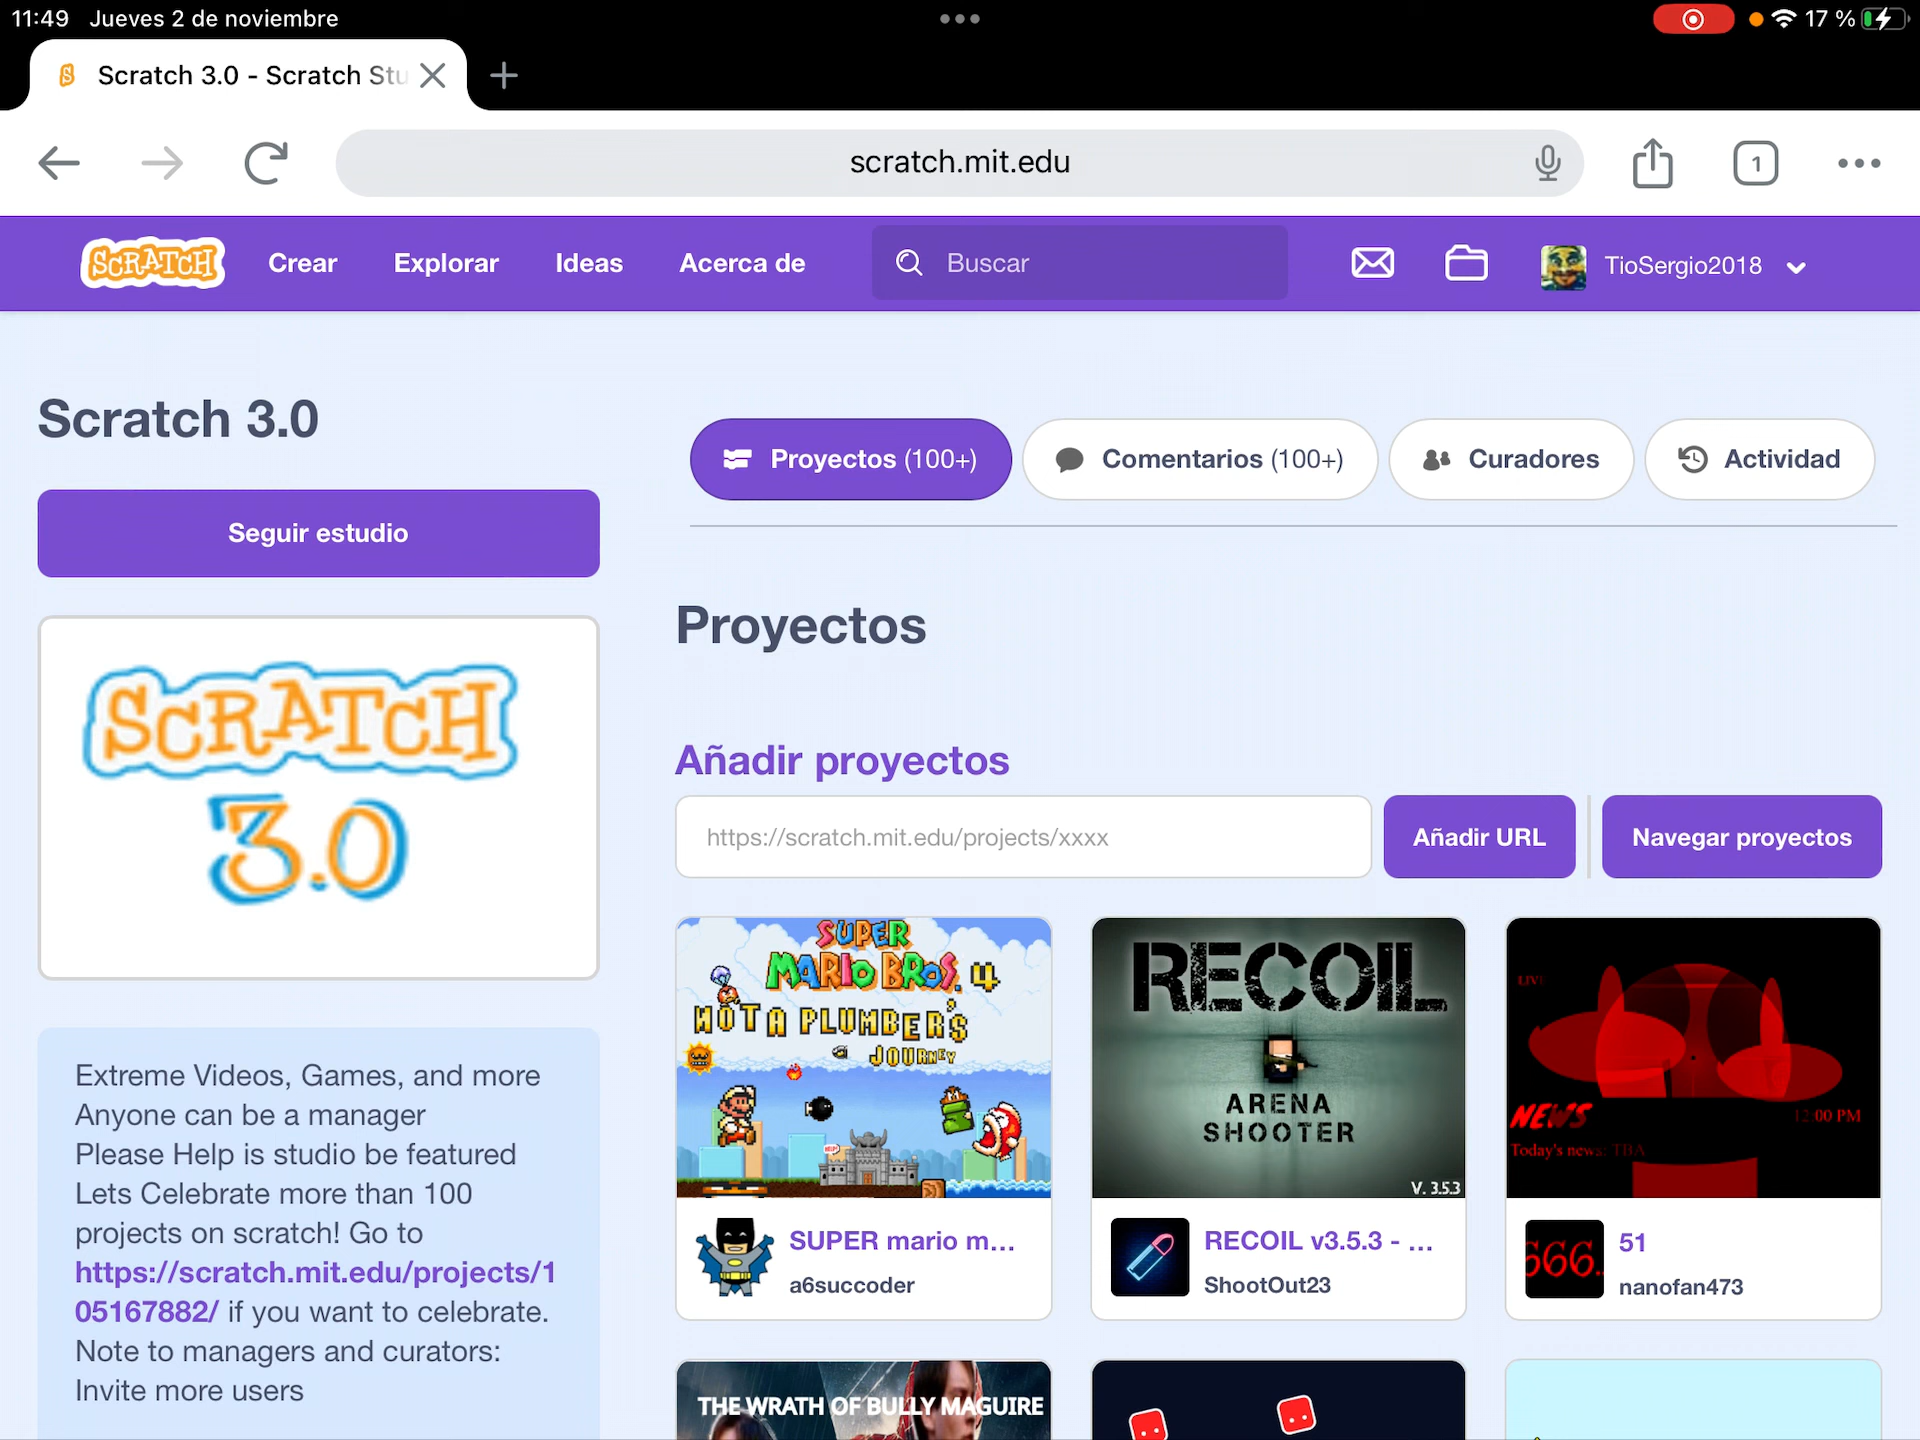 11:49 Jueves 2 de noviembre
17 %
Scratch 3.0 - Scratch Stu
scratch.mit.edu
1
SCRATCH
Crear
Explorar
Ideas
Acerca de
Buscar
TioSergio2018
Scratch 3.0
Seguir estudio
SCRATCH
3.0
Extreme Videos, Games, and more
Anyone can be a manager
Please Help is studio be featured
Lets Celebrate more than 100
projects on scratch! Go to
https://scratch.mit.edu/projects/1
05167882/ if you want to celebrate.
Note to managers and curators:
Invite more users
Proyectos (100+)
Comentarios (100+)
Curadores
Actividad
Proyectos
Añadir proyectos
https://scratch.mit.edu/projects/xxxx
Añadir URL
Navegar proyectos
SUPER
MARIO BROS. 4
NOT A PLUMBER'S
JOURNEY
SUPER mario m...
a6succoder
RECOIL
ARENA
SHOOTER
V. 3.5.3
RECOIL v3.5.3 - ...
ShootOut23
LIVE
NEWS
12:00 PM
Today's news: TBA
666.
51
nanofan473
THE WRATH OF BULLY MAGUIRE